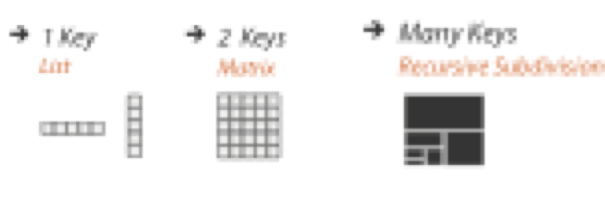 → 1 Key
List
→ 2 Keys
Matrix
→ Many Keys
Recursive Subdivision